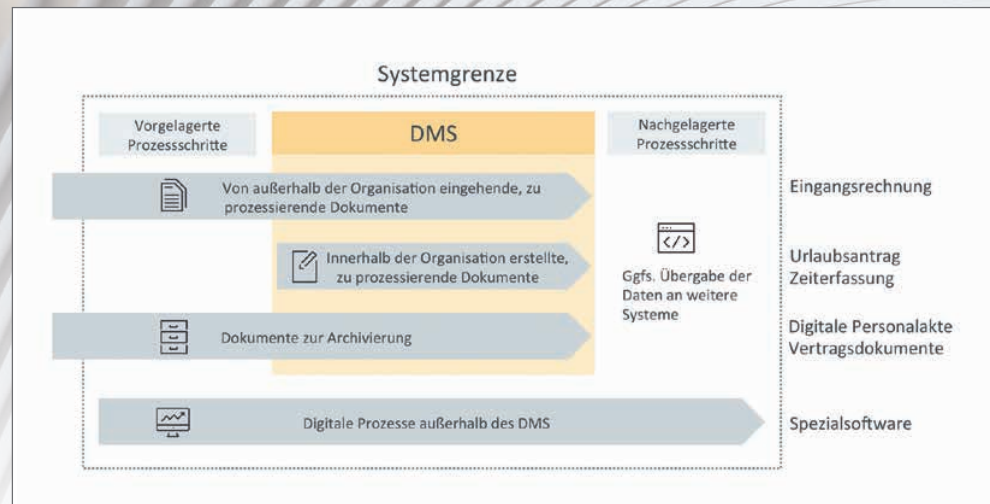 Systemgrenze
Vorgelagerte
Prozessschritte
DMS
Nachgelagerte
Prozessschritte
Von außerhalb der Organisation eingehende, zu
prozessierende Dokumente
Eingangsrechnung
Innerhalb der Organisation erstellte,
zu prozessierende Dokumente
</>
Ggfs. Übergabe der
Daten an weitere
Systeme
Urlaubsantrag
Zeiterfassung
Dokumente zur Archivierung
Digitale Personalakte
Vertragsdokumente
Digitale Prozesse außerhalb des DMS
Spezialsoftware